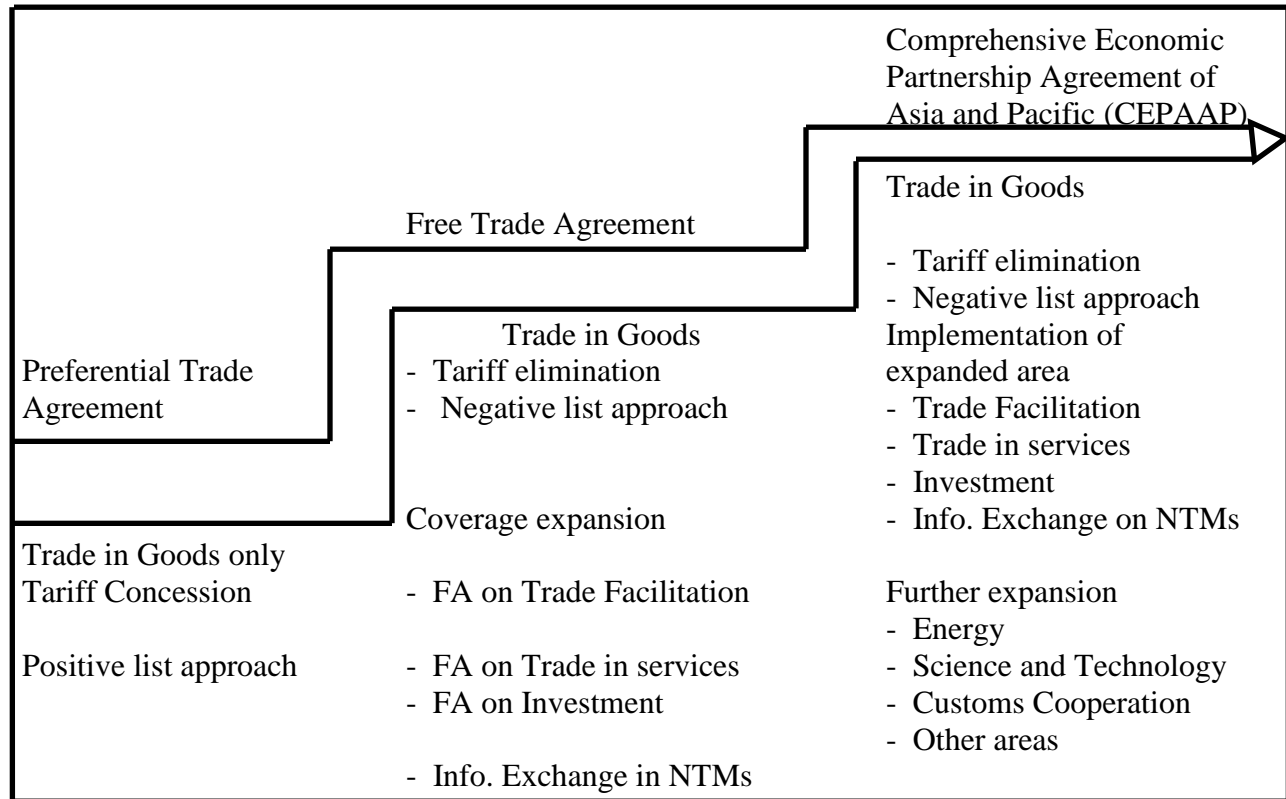 Preferential Trade
Agreement
Trade in Goods only
Tariff Concession
Positive list approach
Free Trade Agreement
Trade in Goods
- Tariff elimination
- Negative list approach
Coverage expansion
- FA on Trade Facilitation
- FA on Trade in services
- FA on Investment
- Info. Exchange in NTMs
Comprehensive Economic
Partnership Agreement of
Asia and Pacific (CEPAAP)
Trade in Goods
- Tariff elimination
- Negative list approach
Implementation of
expanded area
- Trade Facilitation
- Trade in services
- Investment
- Info. Exchange on NTMs
Further expansion
- Energy
- Science and Technology
- Customs Cooperation
- Other areas